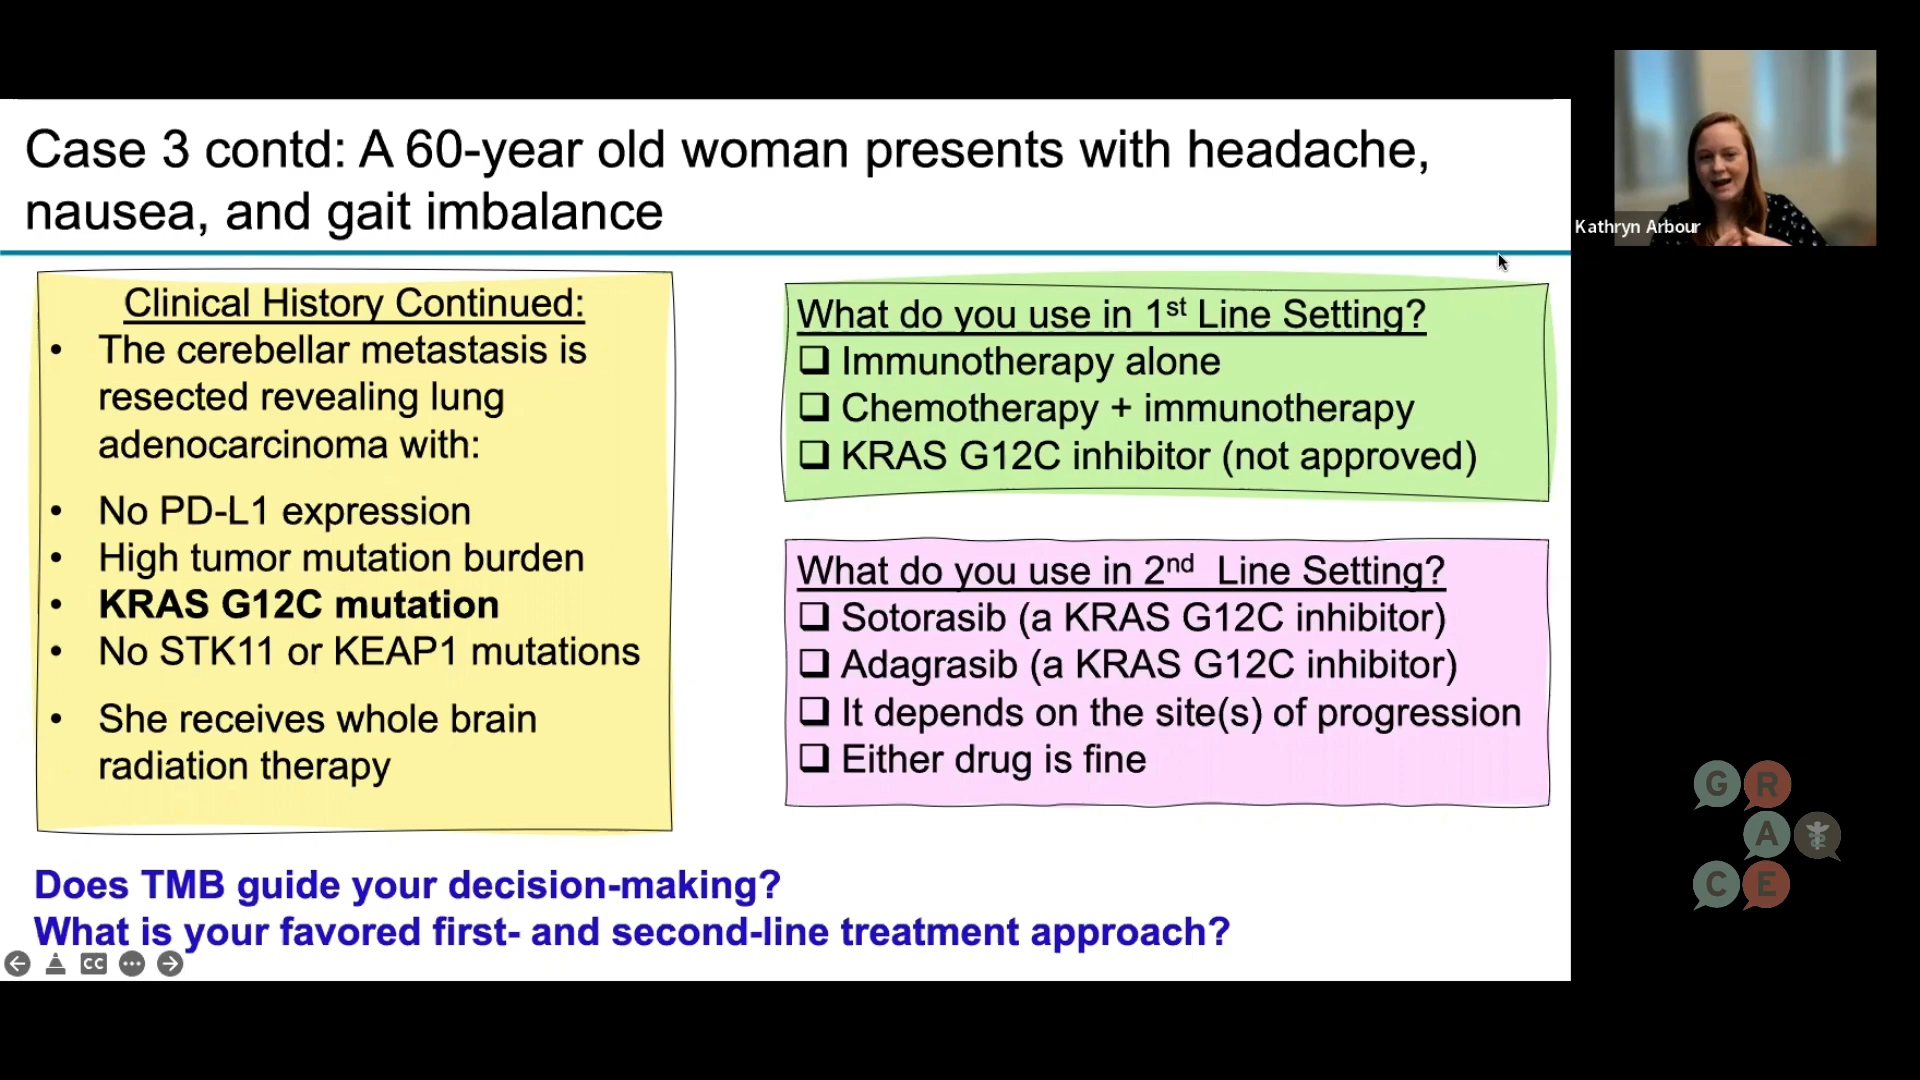 Case 3 contd: A 60-year old woman presents with headache,
nausea, and gait imbalance
Kathryn Arbour
Clinical History Continued:
• The cerebellar metastasis is
resected revealing lung
adenocarcinoma with:
• No PD-L1 expression
• High tumor mutation burden
• KRAS G12C mutation
• No STK11 or KEAP1 mutations
• She receives whole brain
radiation therapy
What do you use in 1st Line Setting?
❑ Immunotherapy alone
❑ Chemotherapy + immunotherapy
❑ KRAS G12C inhibitor (not approved)
What do you use in 2nd Line Setting?
❑ Sotorasib (a KRAS G12C inhibitor)
❑ Adagrasib (a KRAS G12C inhibitor)
❑ It depends on the site(s) of progression
❑ Either drug is fine
Does TMB guide your decision-making?
What is your favored first- and second-line treatment approach?
CC
G R
A
C E